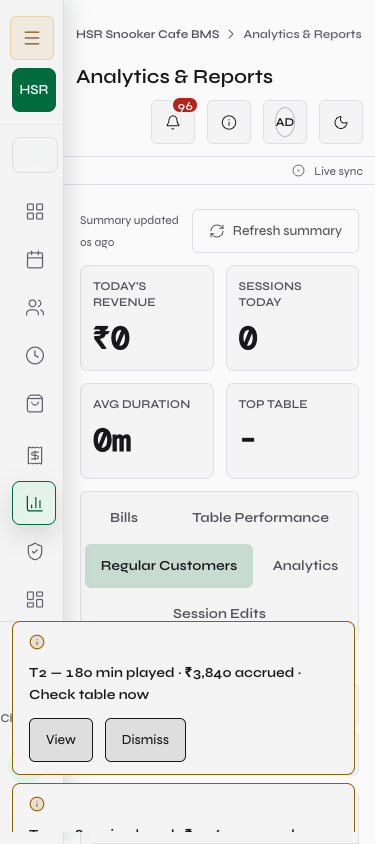 HSR Snooker Cafe BMS > Analytics & Reports
HSR
Analytics & Reports
96
AD
Live sync
Summary updated
0s ago
Refresh summary
TODAY'S
REVENUE
₹0
SESSIONS
TODAY
0
AVG DURATION
0m
TOP TABLE
-
Bills
Table Performance
Regular Customers
Analytics
Session Edits
T2 — 180 min played · ₹3,840 accrued ·
Check table now
View
Dismiss